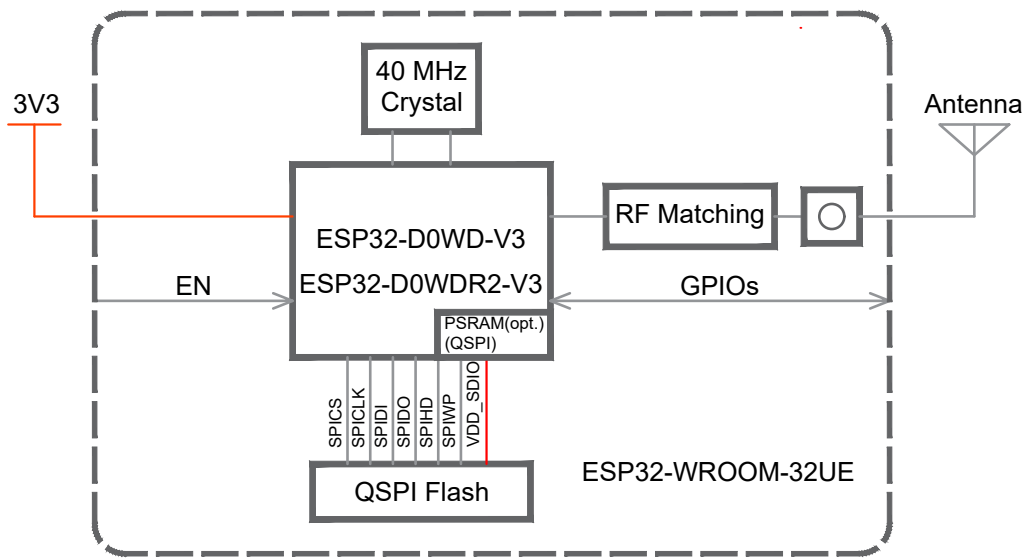 40 MHz
Crystal
3V3
Antenna
RF Matching
ESP32-D0WD-V3
ESP32-D0WDR2-V3
EN
GPIOs
PSRAM(opt.)
(QSPI)
SPICS
SPICLK
SPIDI
SPIDO
SPIHD
SPIWP
VDD_SDIO
QSPI Flash
ESP32-WROOM-32UE